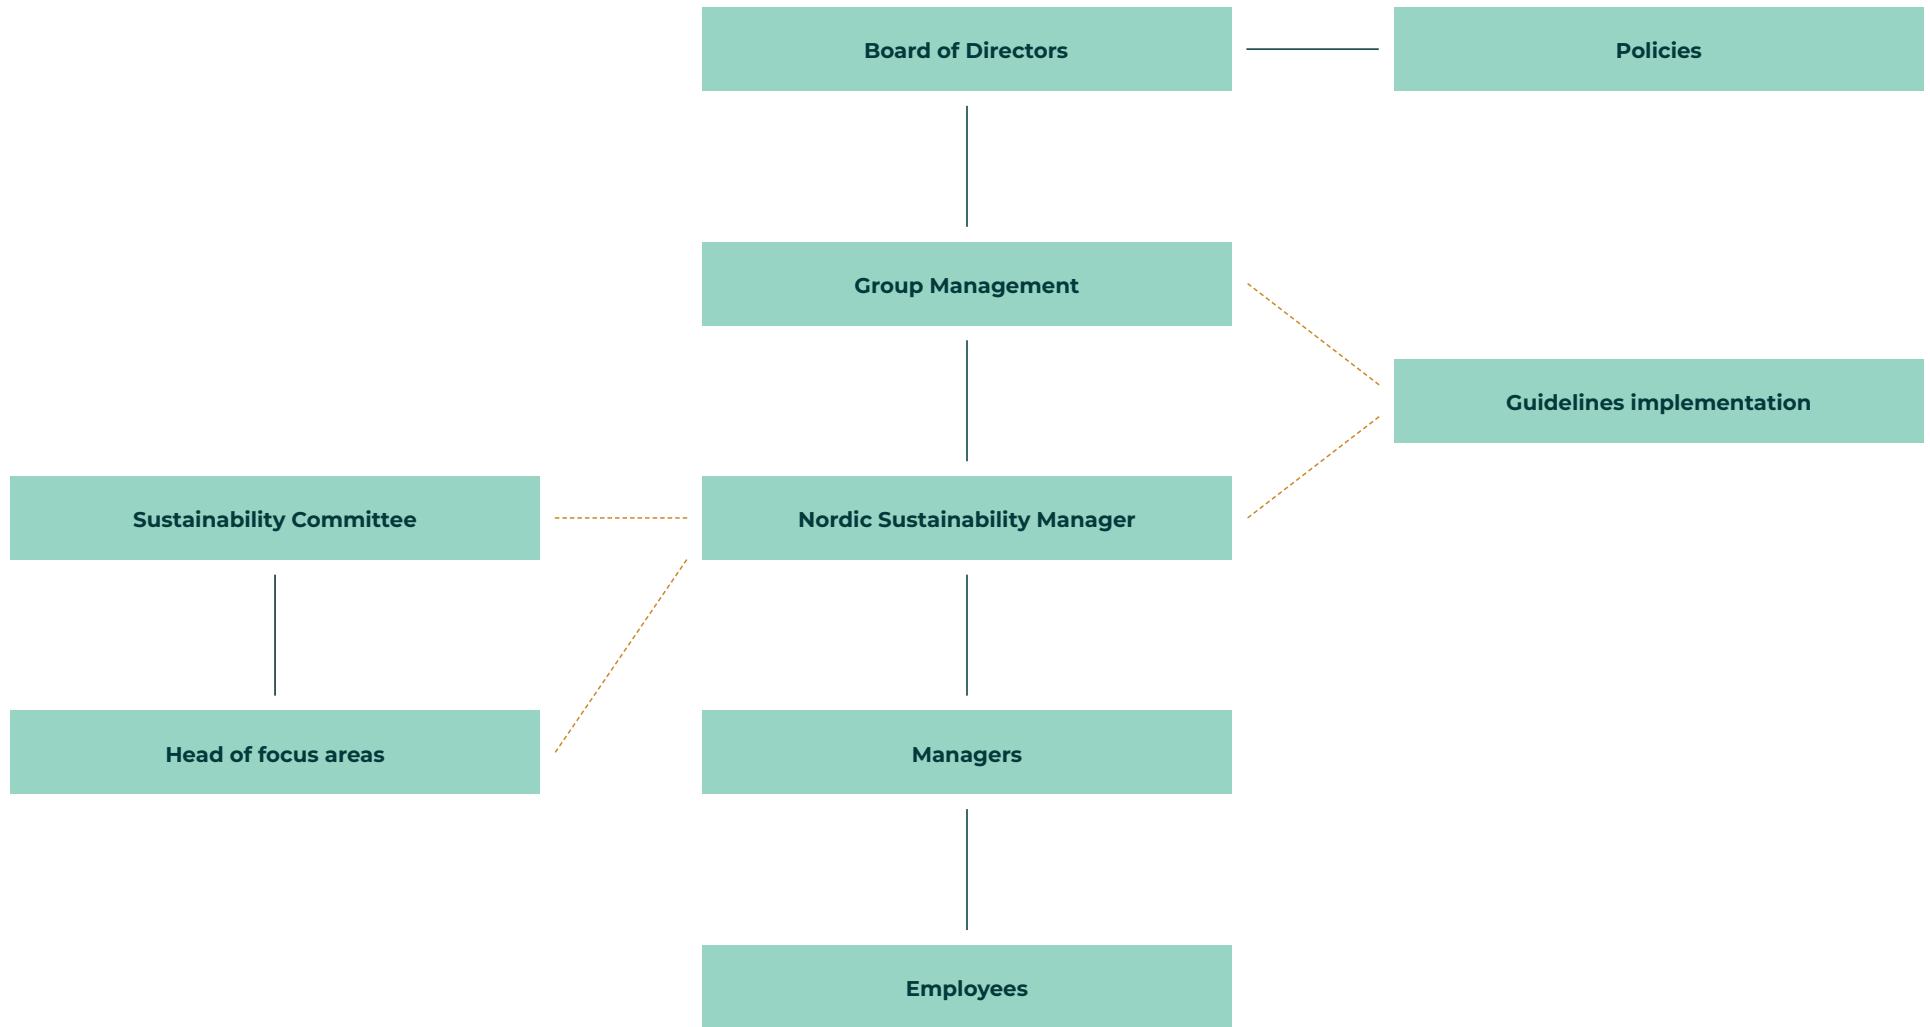 Board of Directors
Policies
Group Management
Guidelines implementation
Sustainability Committee
Nordic Sustainability Manager
Head of focus areas
Managers
Employees